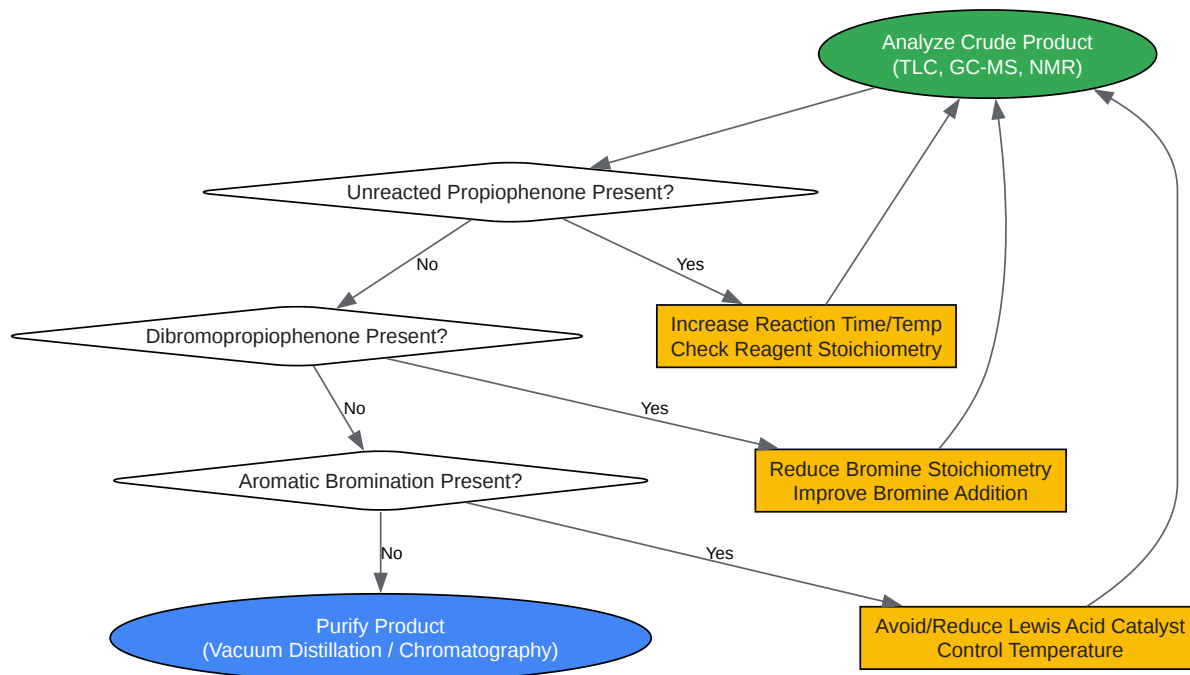 Analyze Crude Product
(TLC, GC-MS, NMR)
Unreacted Propiophenone Present?
No
Yes
Dibromopropiophenone Present?
Increase Reaction Time/Temp
Check Reagent Stoichiometry
No
Yes
Aromatic Bromination Present?
Reduce Bromine Stoichiometry
Improve Bromine Addition
No
Yes
Purify Product
(Vacuum Distillation / Chromatography)
Avoid/Reduce Lewis Acid Catalyst
Control Temperature